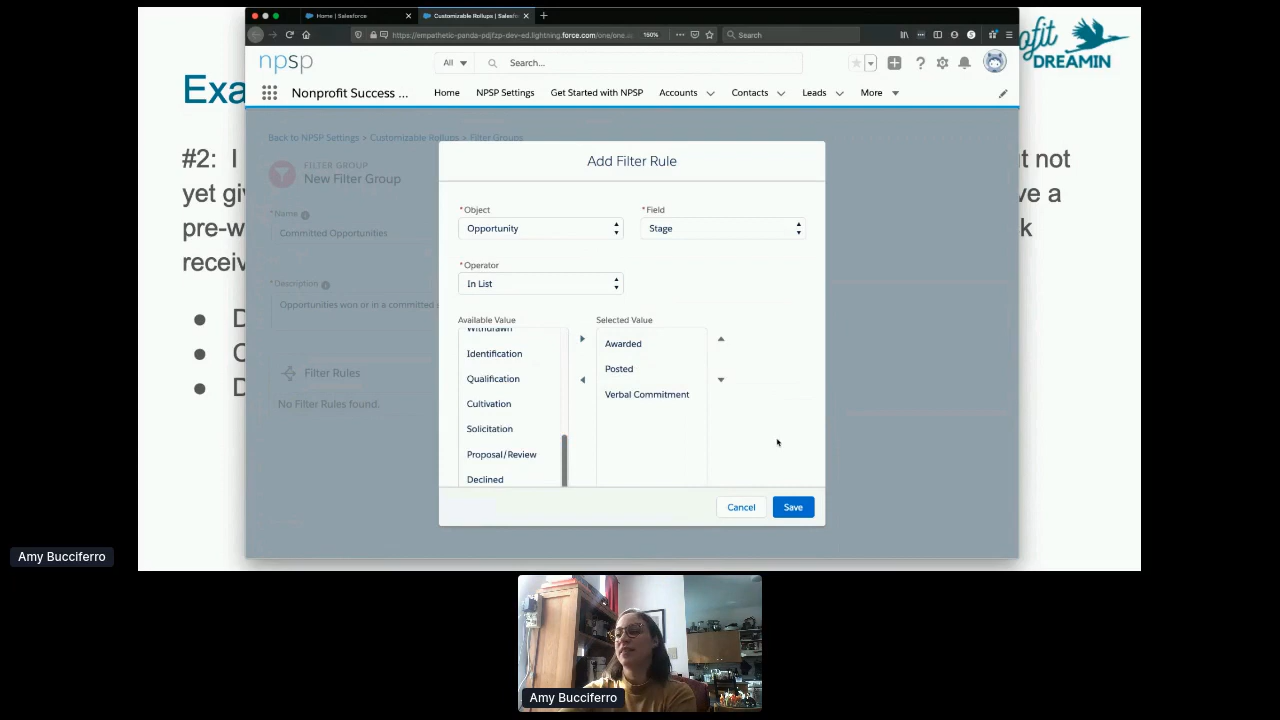 Home | Salesforce
Customizable Rollups | Salesf
https://empathetic-panda-pdjfzp-dev-ed.lightning.force.com/one/one.a
150%
Search
ofit
DREAMIN
npsp
All
Search...
Nonprofit Success ...
Home
NPSP Settings
Get Started with NPSP
Accounts
Contacts
Leads
More
Exa
Back to NPSP Settings > Customizable Rollups > Filter Groups
#2: I
t not
yet giv
ve a
pre-w
k
receiv
D
C
D
FILTER GROUP
New Filter Group
*Name
Committed Opportunities
*Description
Opportunities won or in a committed
Filter Rules
No Filter Rules found.
Add Filter Rule
*Object
*Field
Opportunity
Stage
*Operator
In List
Available Value
Selected Value
Withdrawn
Identification
Qualification
Cultivation
Solicitation
Proposal/Review
Declined
Awarded
Posted
Verbal Commitment
Cancel
Save
Amy Bucciferro
Amy Bucciferro